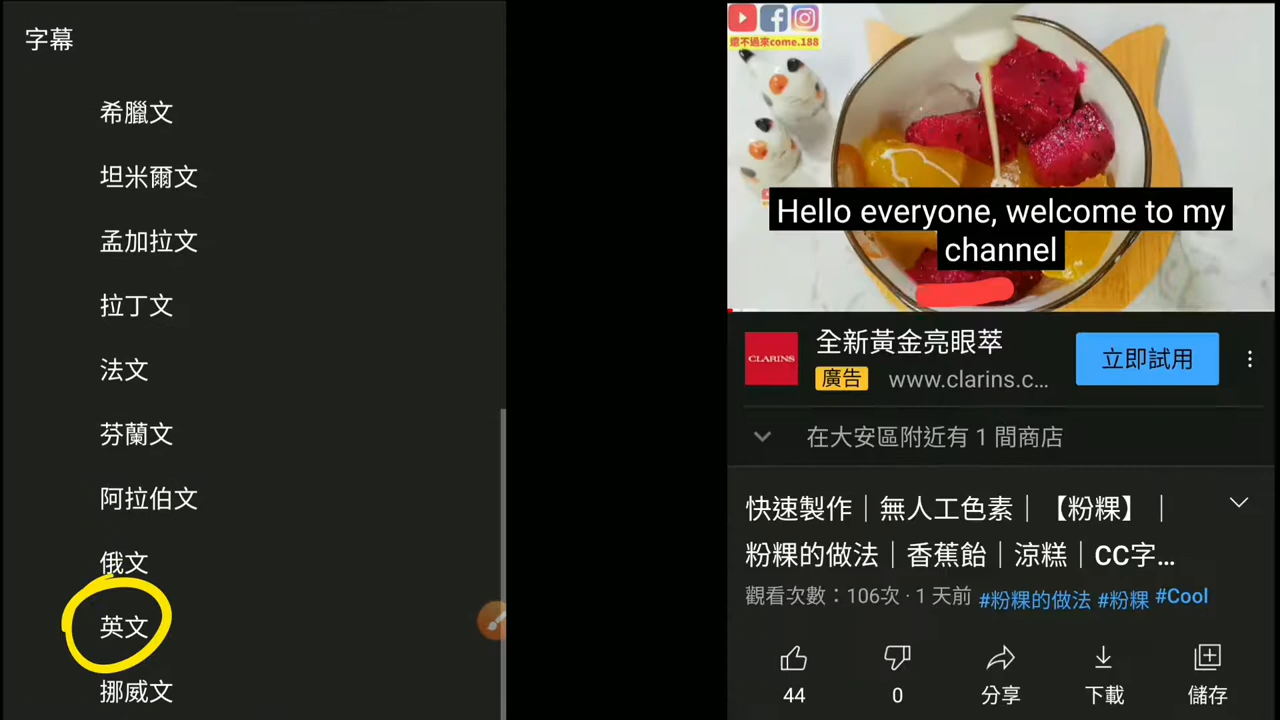 字幕
希臘文
坦米爾文
孟加拉文
拉丁文
法文
芬蘭文
阿拉伯文
俄文
英文
挪威文
還不過來come.188
Hello everyone, welcome to my
channel
CLARINS
全新黃金亮眼萃
廣告 www.clarins.c...
立即試用
在大安區附近有 1 間商店
快速製作｜無人工色素｜【粉粿】｜
粉粿的做法｜香蕉飴｜涼糕｜CC字...
觀看次數：106次 · 1 天前 #粉粿的做法 #粉粿 #Cool
44
0
分享
下載
儲存